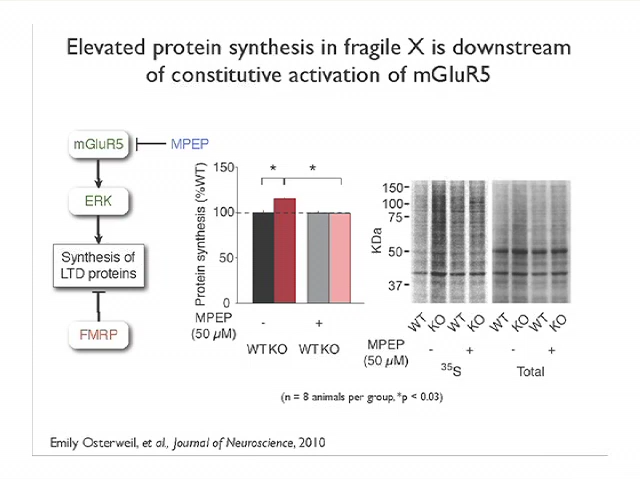 Elevated protein synthesis in fragile X is downstream
of constitutive activation of mGluR5
mGluR5
MPEP
ERK
Synthesis of
LTD proteins
FMRP
Protein synthesis (%WT)
150
100
50
0
*
*
MPEP
(50 µM)
-
+
WT KO
WT KO
KDa
150-
100-
75-
50-
37-
WT KO WT KO
WT KO WT KO
MPEP
(50 µM)
- + - +
35S
Total
(n = 8 animals per group, *p < 0.03)
Emily Osterweil, et al., Journal of Neuroscience, 2010